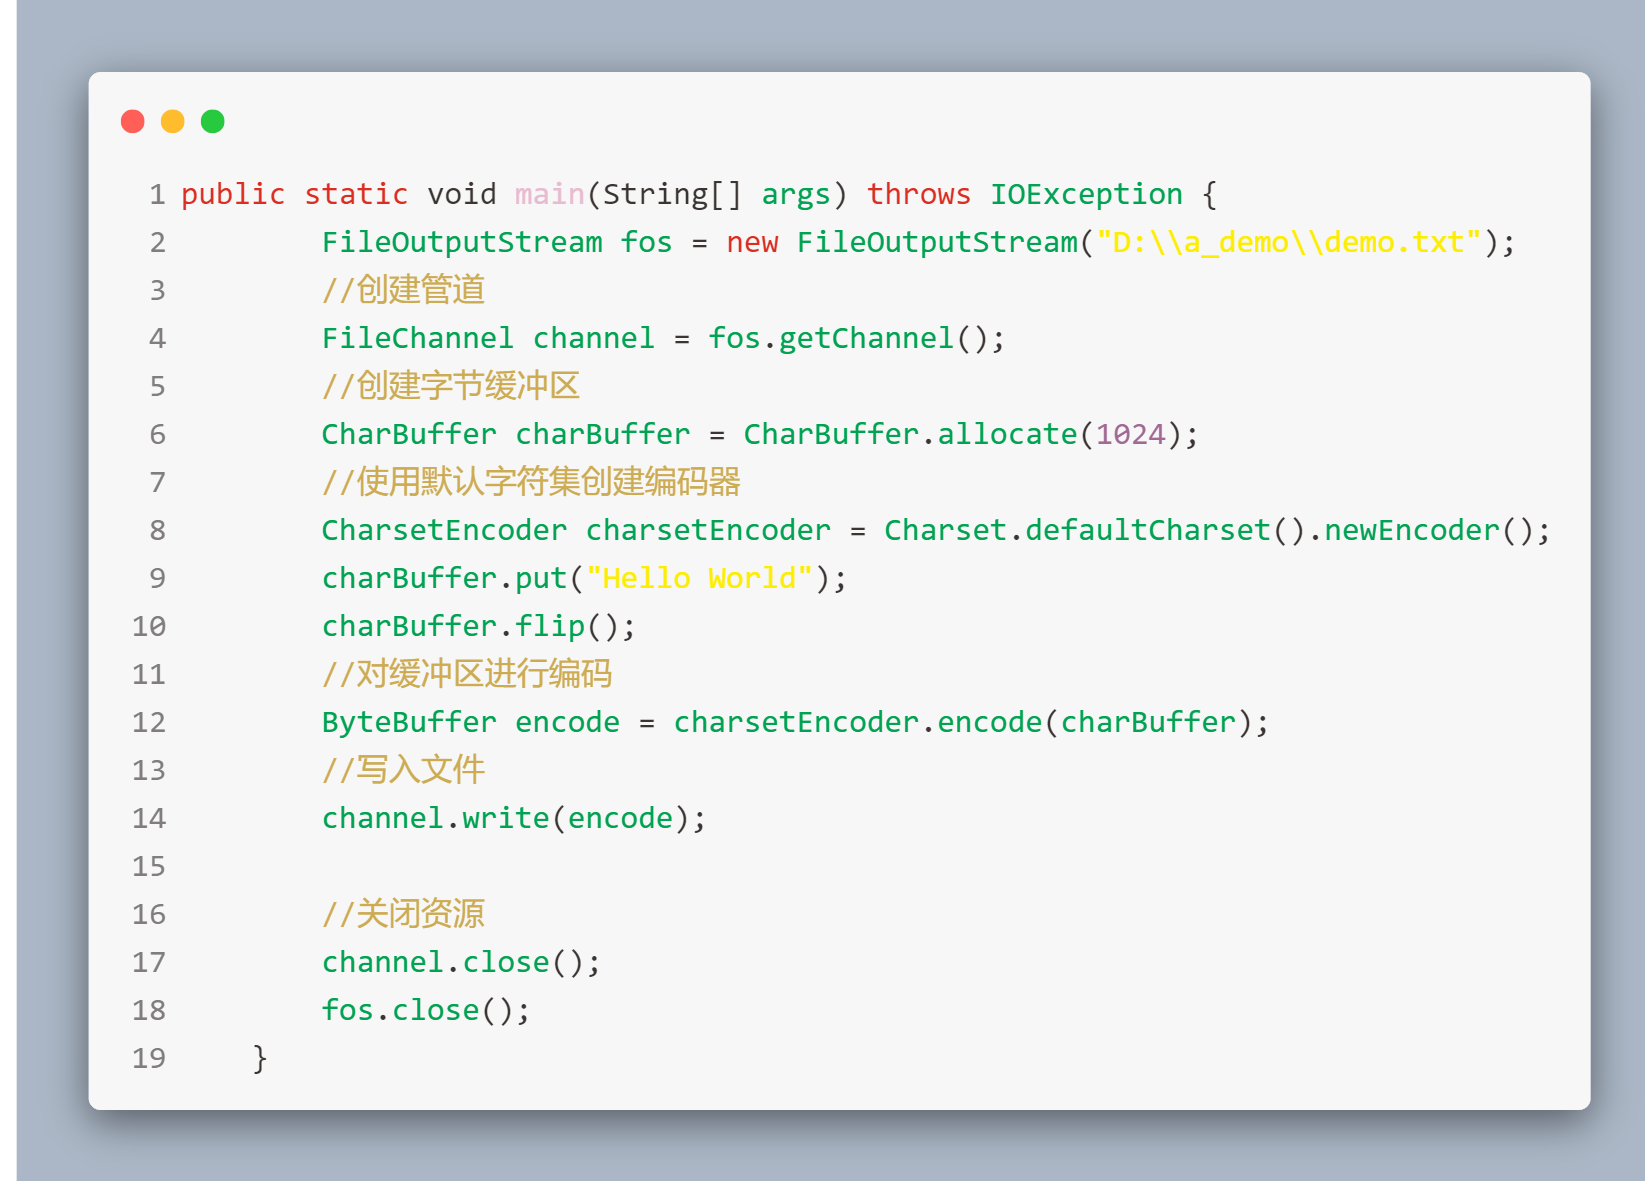 1 public static void main(String[] args) throws IOException {
2 FileOutputStream fos = new FileOutputStream("D:\\a_demo\\demo.txt");
3 //创建管道
4 FileChannel channel = fos.getChannel();
5 //创建字节缓冲区
6 CharBuffer charBuffer = CharBuffer.allocate(1024);
7 //使用默认字符集创建编码器
8 CharsetEncoder charsetEncoder = Charset.defaultCharset().newEncoder();
9 charBuffer.put("Hello World");
10 charBuffer.flip();
11 //对缓冲区进行编码
12 ByteBuffer encode = charsetEncoder.encode(charBuffer);
13 //写入文件
14 channel.write(encode);
15
16 //关闭资源
17 channel.close();
18 fos.close();
19 }